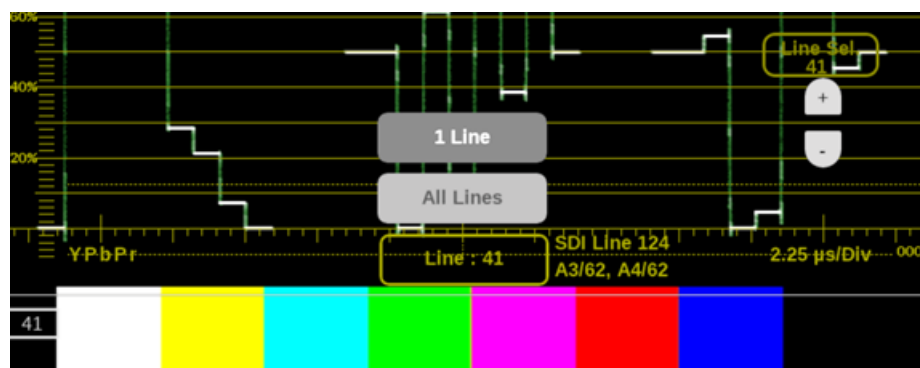 60%
Line Sel
41
40%
+
1 Line
20%
-
All Lines
YPbPr
Line : 41
SDI Line 124
A3/62, A4/62
2.25 µs/Div
000
41